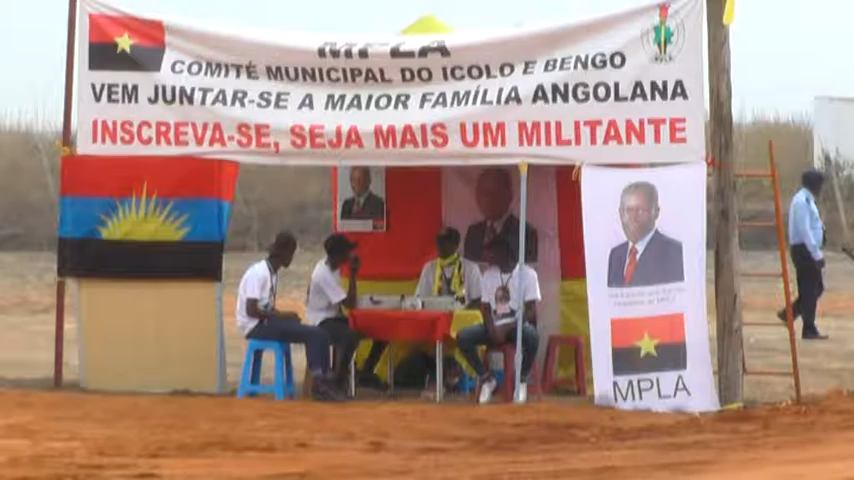 MPLA
COMITÉ MUNICIPAL DO ICOLO E BENGO
VEM JUNTAR-SE A MAIOR FAMÍLIA ANGOLANA
INSCREVA-SE, SEJA MAIS UM MILITANTE
MPLA